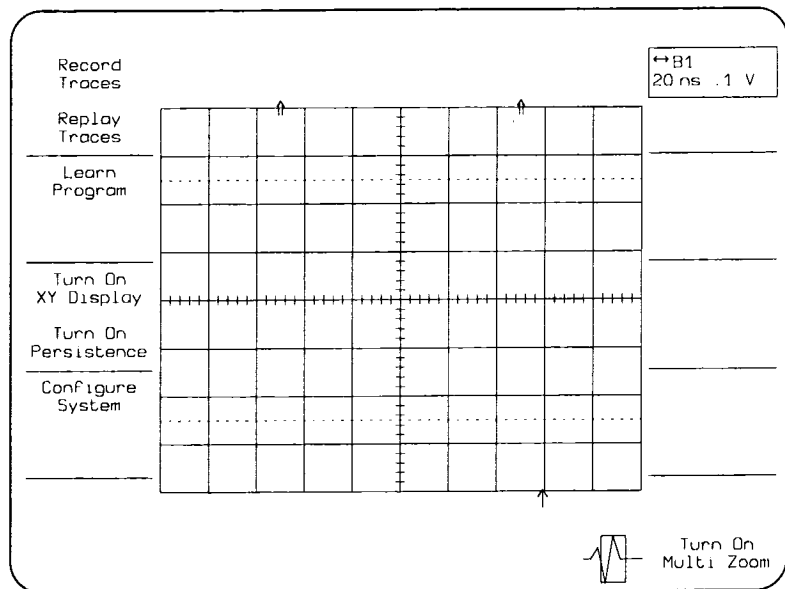 Record
Traces
Replay
Traces
Learn
Program
Turn On
XY Display
Turn On
Persistence
Configure
System
↔B1
20 ns .1 V
Turn On
Multi Zoom